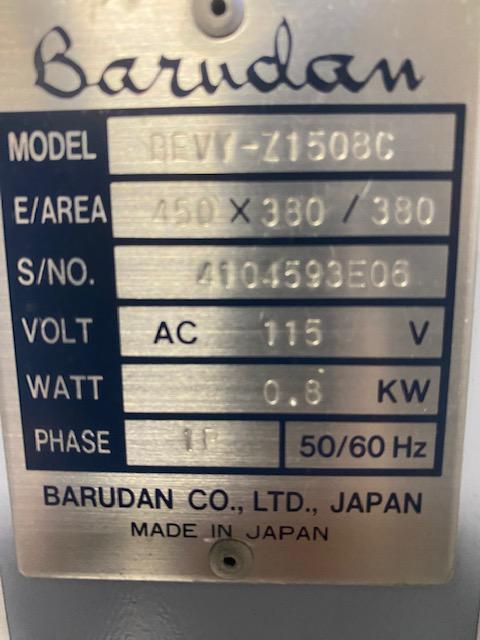 Barudan
MODEL BEVY-Z1508C
E/AREA 450 X 380 / 380
S/NO. 4104593E06
VOLT AC 115 V
WATT 0.8 KW
PHASE 50/60 Hz
BARUDAN CO., LTD., JAPAN
MADE IN JAPAN